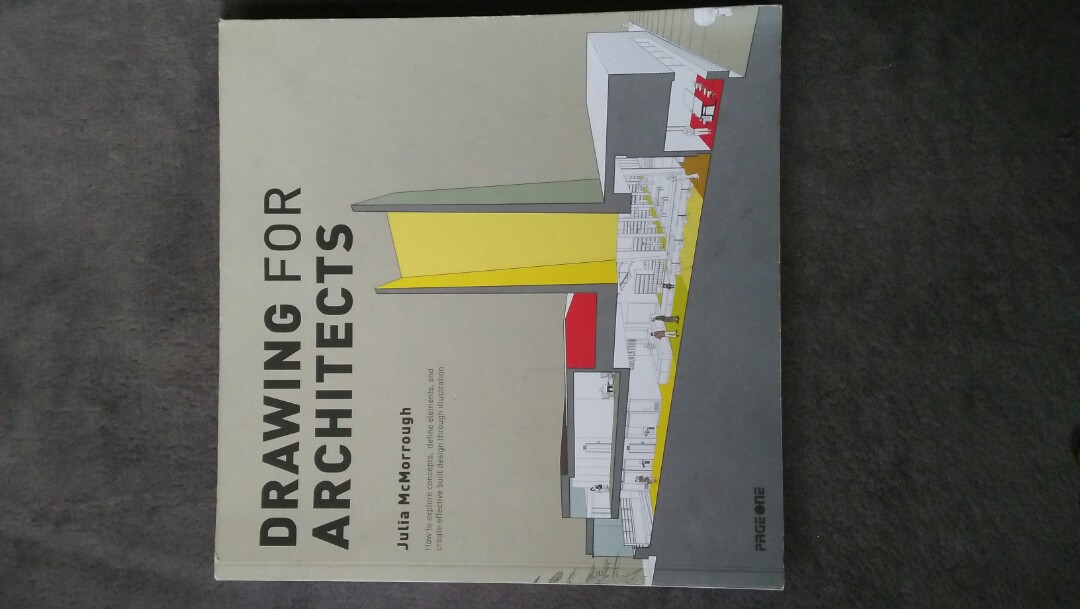 DRAWING FOR
ARCHITECTS
Julia McMorrough
How to explore concepts, define elements, and
create effective built design through illustration.
CIRCULATION
PAGEONE